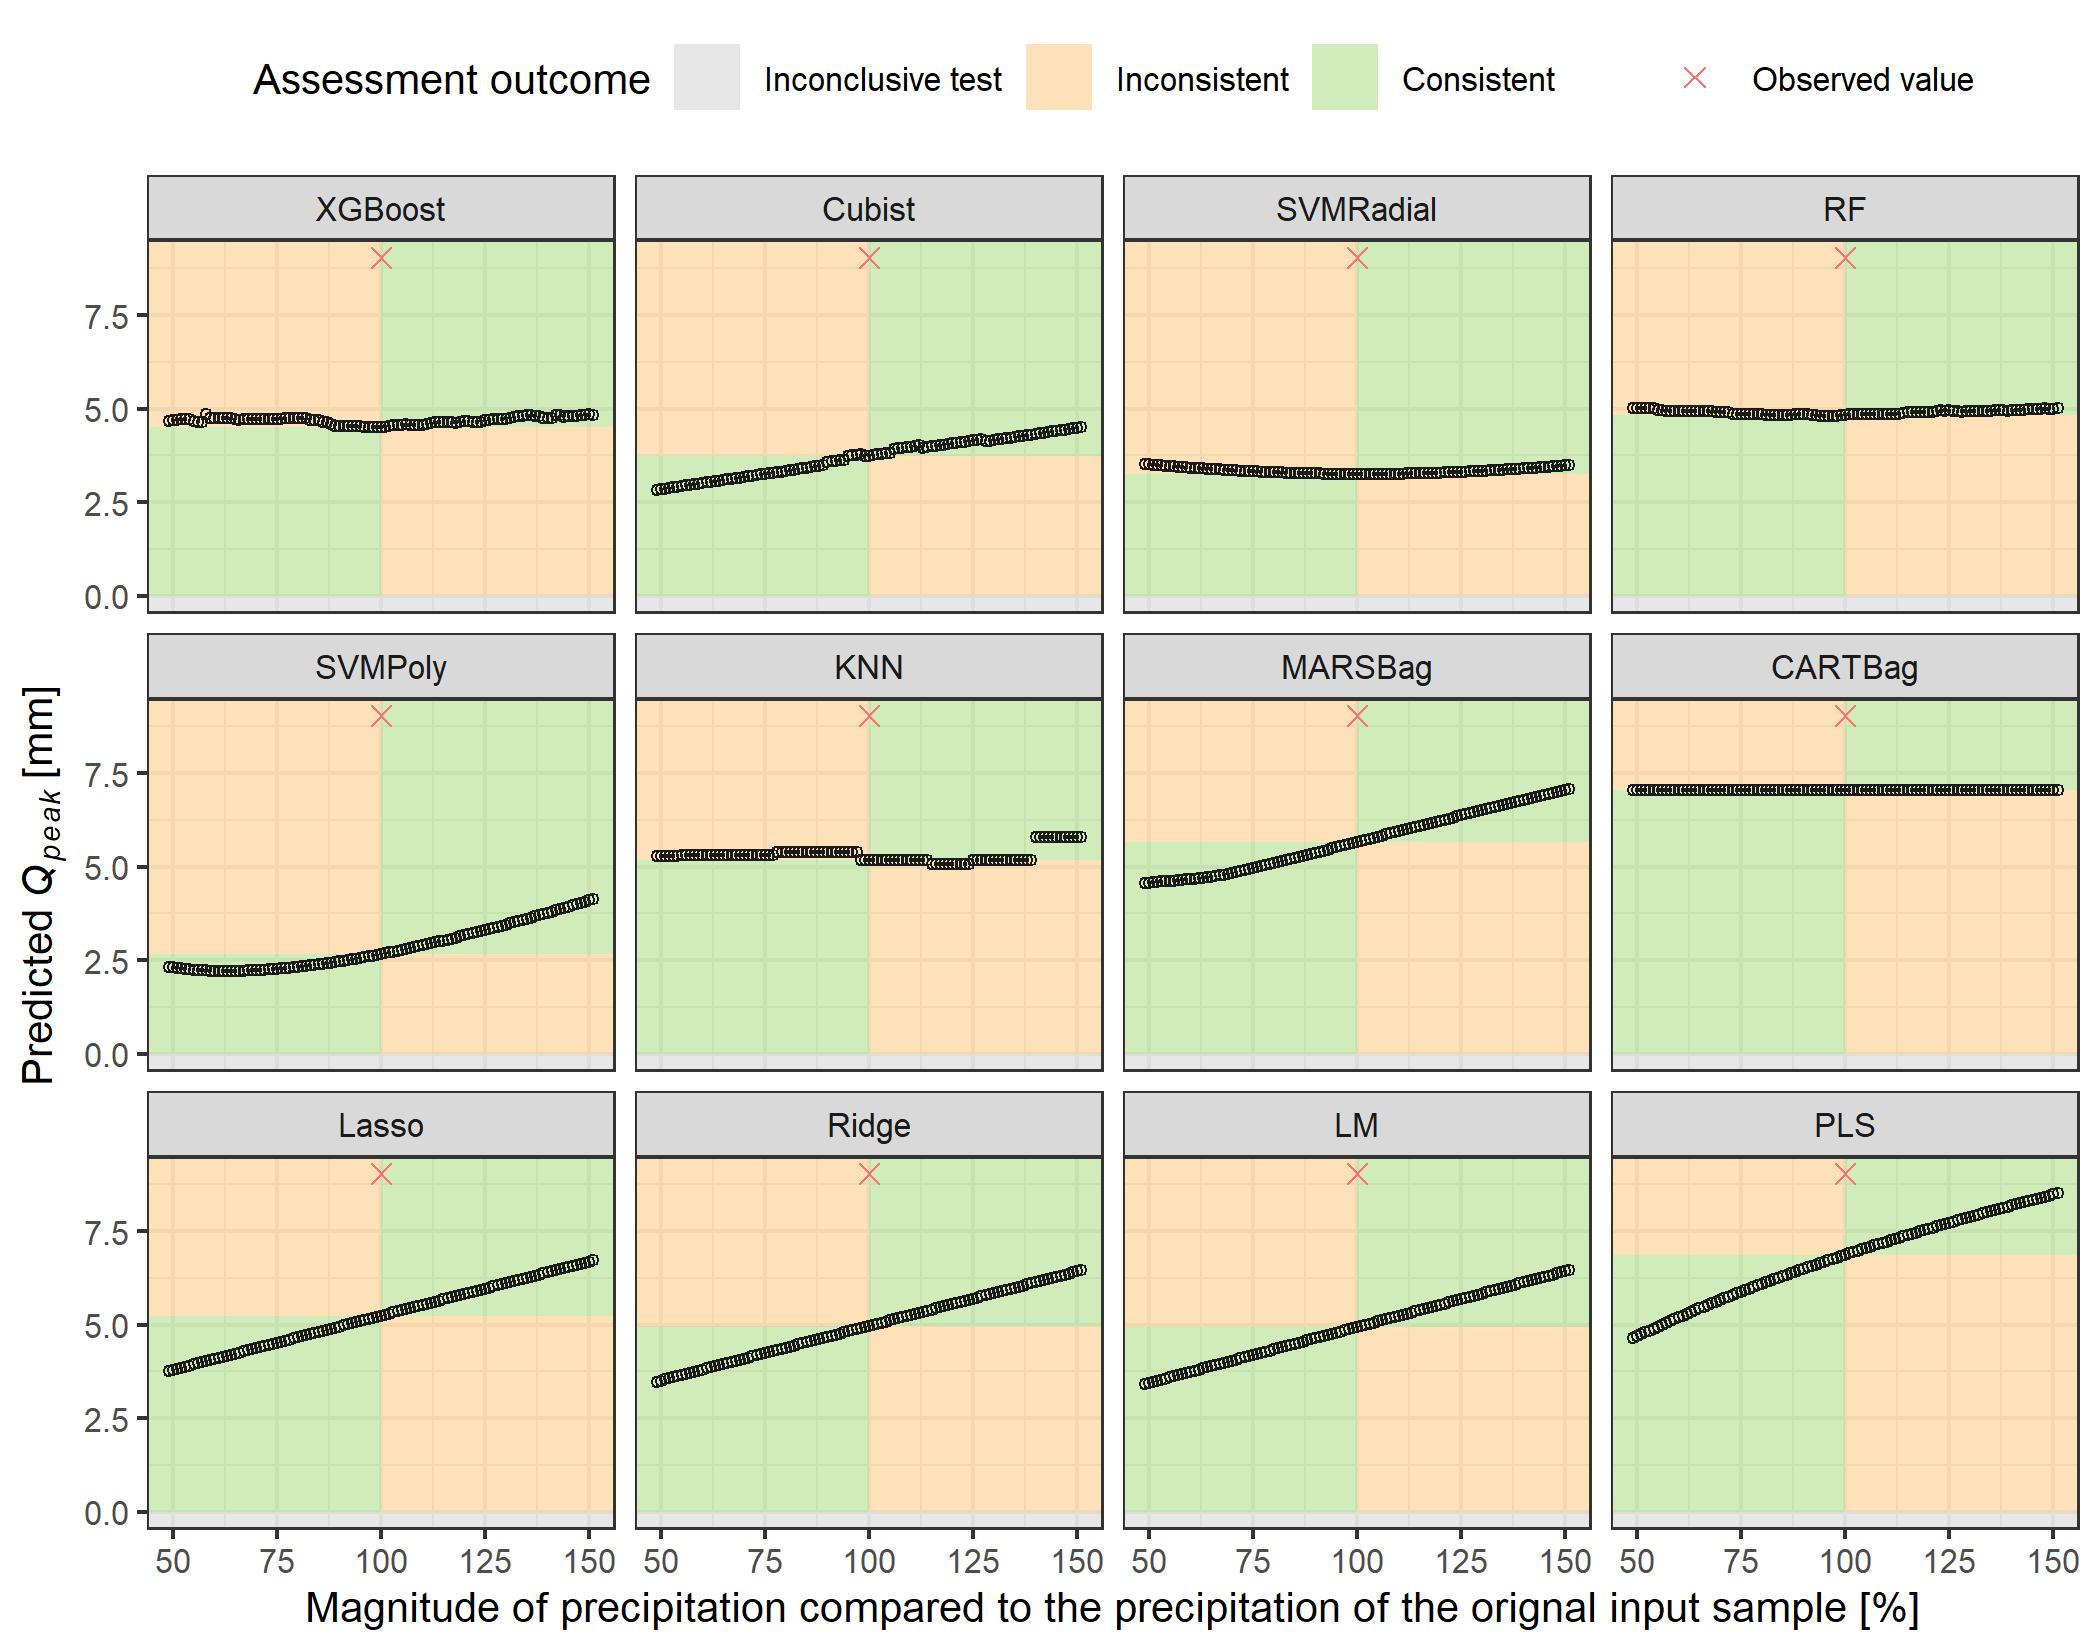 Assessment outcome Inconclusive test Inconsistent Consistent Observed value
XGBoost Cubist SVMRadial RF
7.5
5.0
2.5
0.0
SVMPoly KNN MARSBag CARTBag
7.5
5.0
2.5
0.0
Predicted Qpeak [mm]
Lasso Ridge LM PLS
7.5
5.0
2.5
0.0
50 75 100 125 150 50 75 100 125 150 50 75 100 125 150 50 75 100 125 150
Magnitude of precipitation compared to the precipitation of the orignal input sample [%]